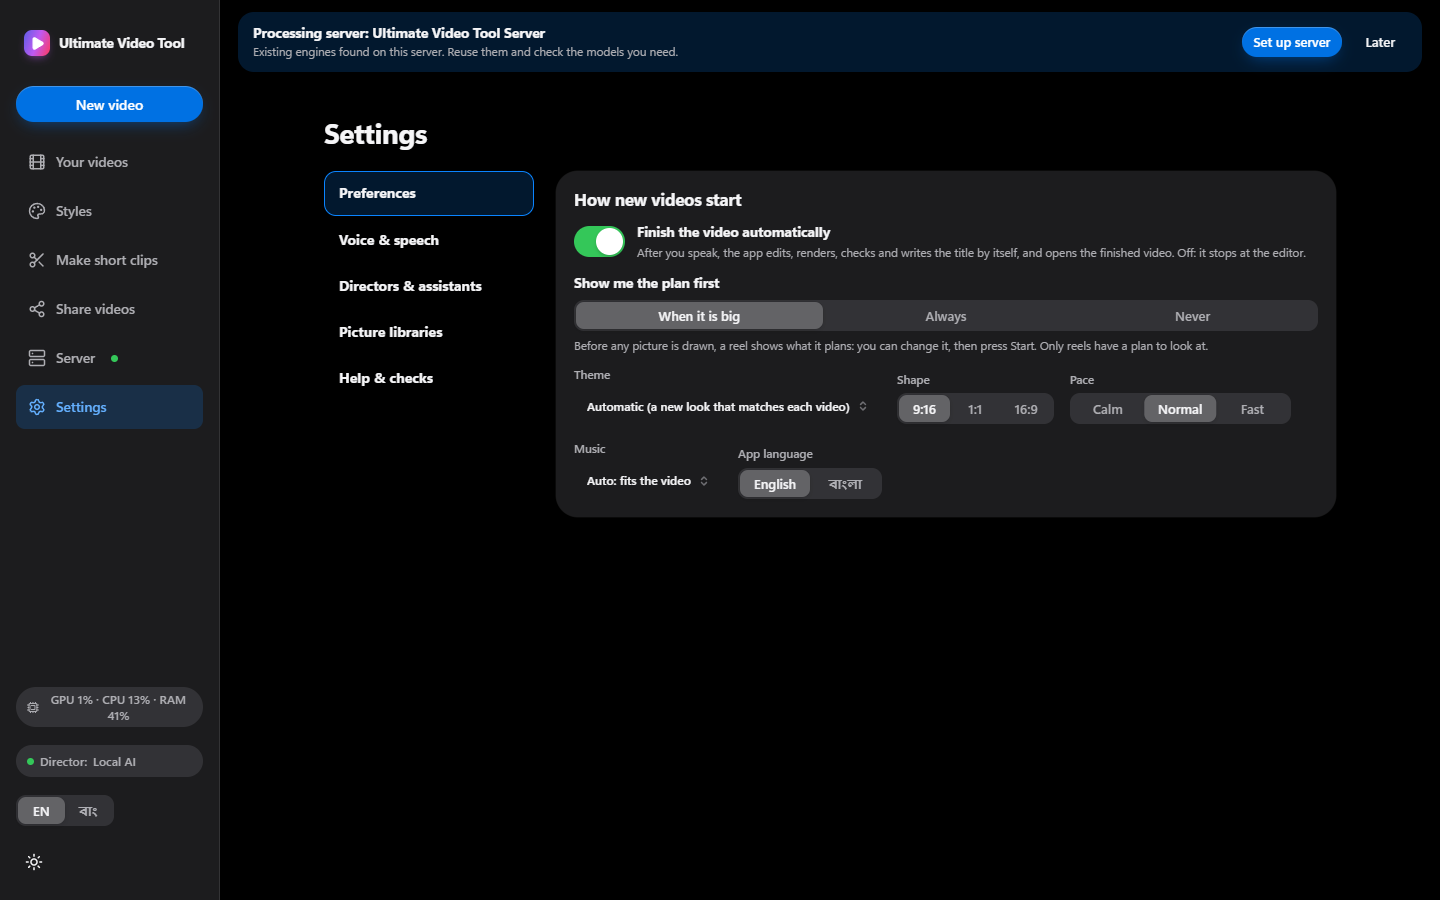 Ultimate Video Tool
New video
Your videos
Styles
Make short clips
Share videos
Server
Settings
GPU 1% · CPU 13% · RAM
41%
Director: Local AI
EN বাং
Processing server: Ultimate Video Tool Server
Existing engines found on this server. Reuse them and check the models you need.
Set up server Later
Settings
Preferences
Voice & speech
Directors & assistants
Picture libraries
Help & checks
How new videos start
Finish the video automatically
After you speak, the app edits, renders, checks and writes the title by itself, and opens the finished video. Off: it stops at the editor.
Show me the plan first
When it is big Always Never
Before any picture is drawn, a reel shows what it plans: you can change it, then press Start. Only reels have a plan to look at.
Theme Shape Pace
Automatic (a new look that matches each video) 9:16 1:1 16:9 Calm Normal Fast
Music App language
Auto: fits the video English বাংলা